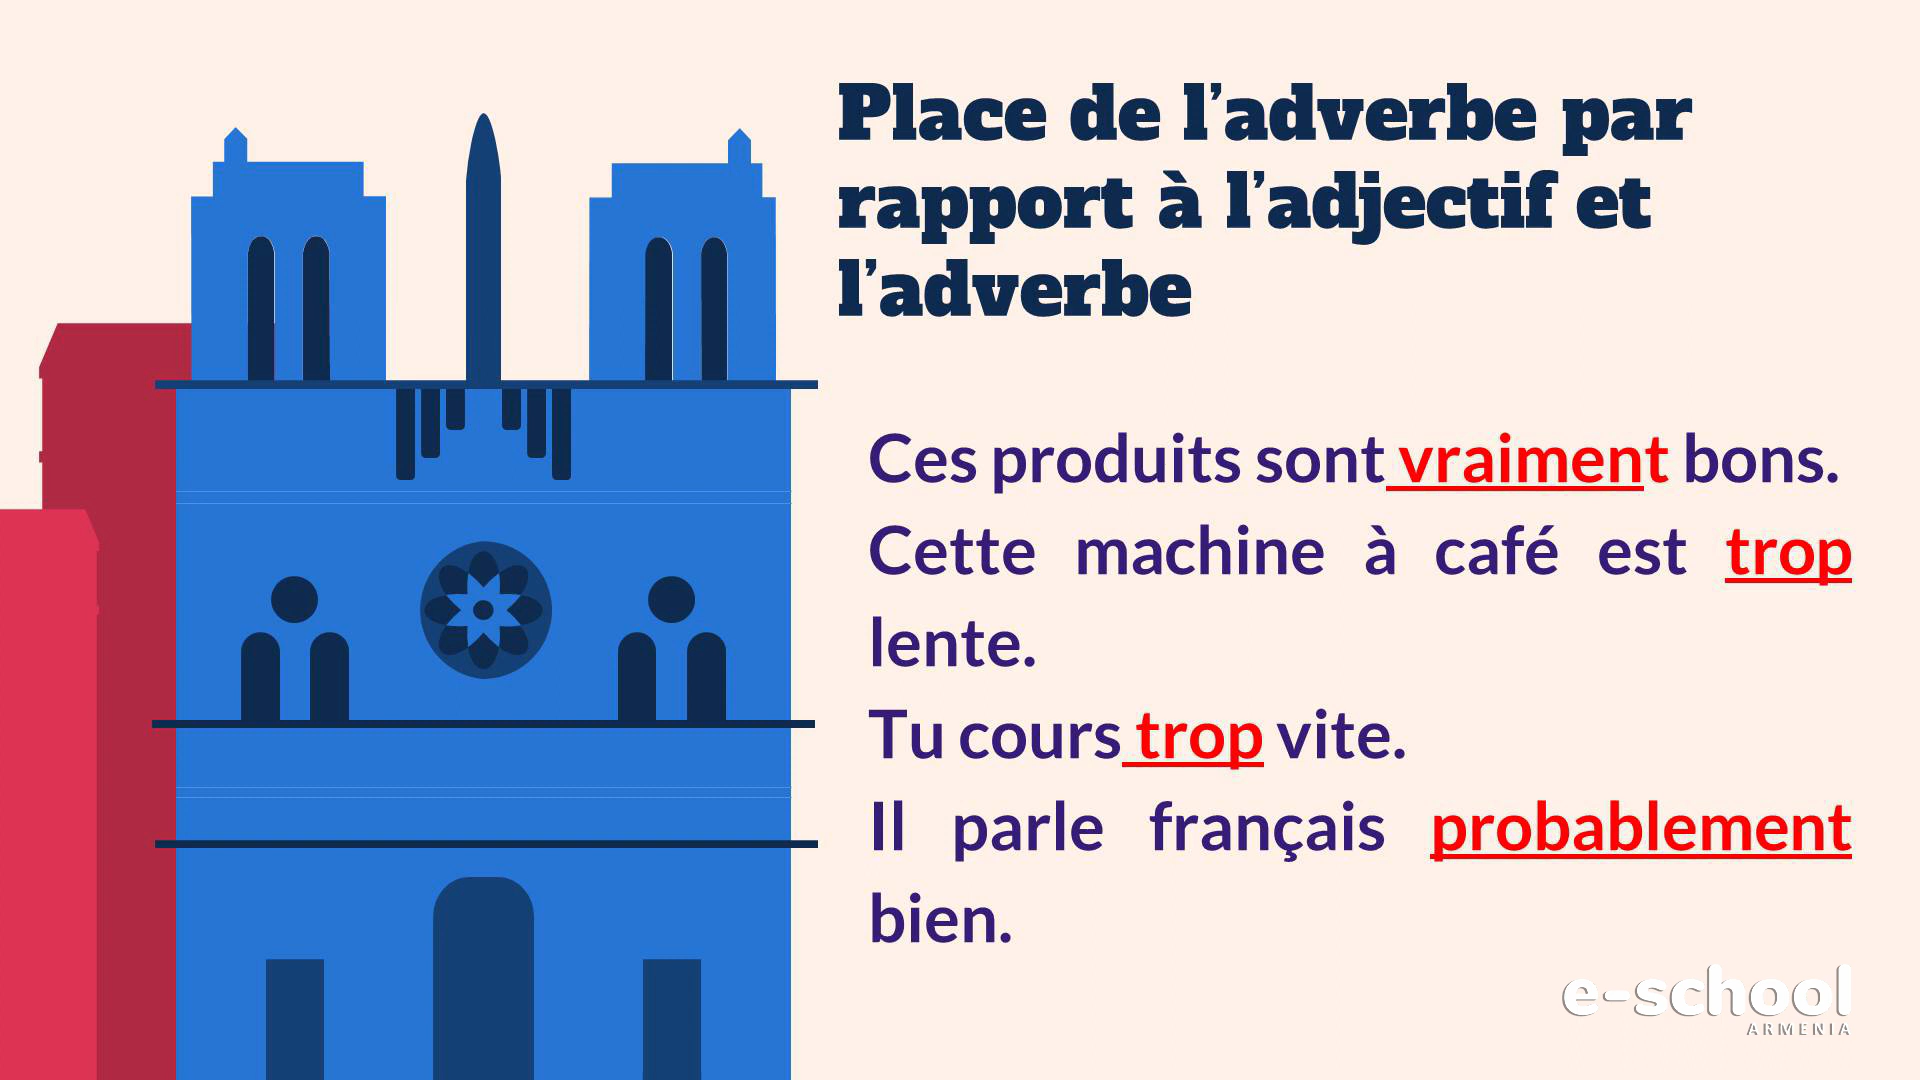 Place de l’adverbe par
rapport à l’adjectif et
l’adverbe
Ces produits sont vraiment bons.
Cette machine à café est trop
lente.
Tu cours trop vite.
Il parle français probablement
bien.
e-school
ARMENIA